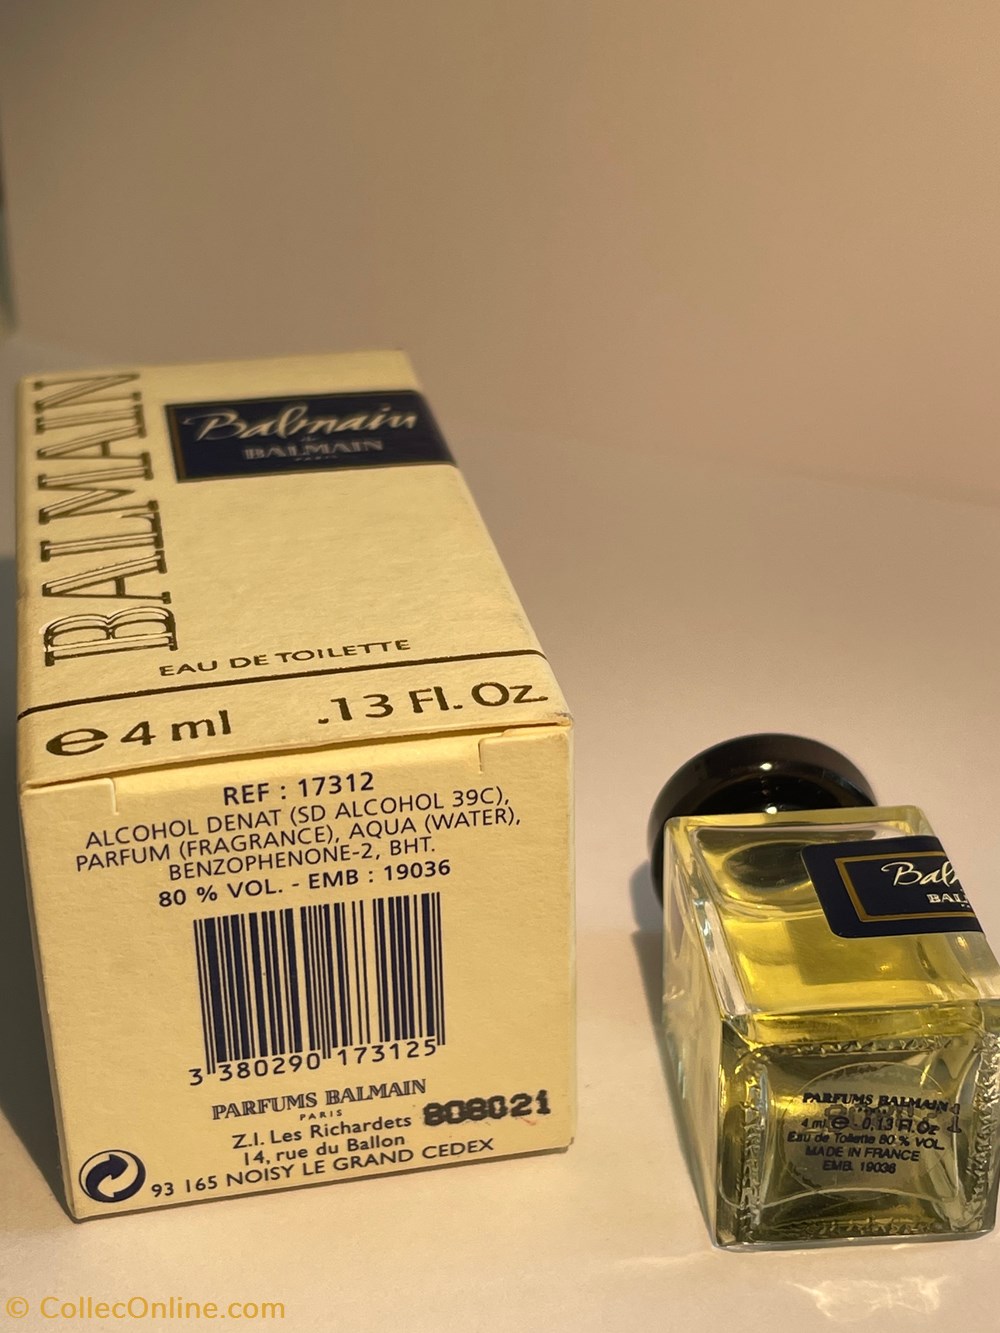 BALMAIN
Balmain
de
BALMAIN
PARIS
EAU DE TOILETTE
e 4 ml .13 Fl. Oz.
REF : 17312
ALCOHOL DENAT (SD ALCOHOL 39C),
PARFUM (FRAGRANCE), AQUA (WATER),
BENZOPHENONE-2, BHT.
80 % VOL. - EMB : 19036
3 380290 173125
PARFUMS BALMAIN
PARIS
Z.I. Les Richardets 808021
14, rue du Ballon
93 165 NOISY LE GRAND CEDEX
PARFUMS BALMAIN
PARIS
4 ml e 0,13 Fl.Oz
Eau de Toilette 80 % VOL.
MADE IN FRANCE
EMB. 19036
© CollecOnline.com